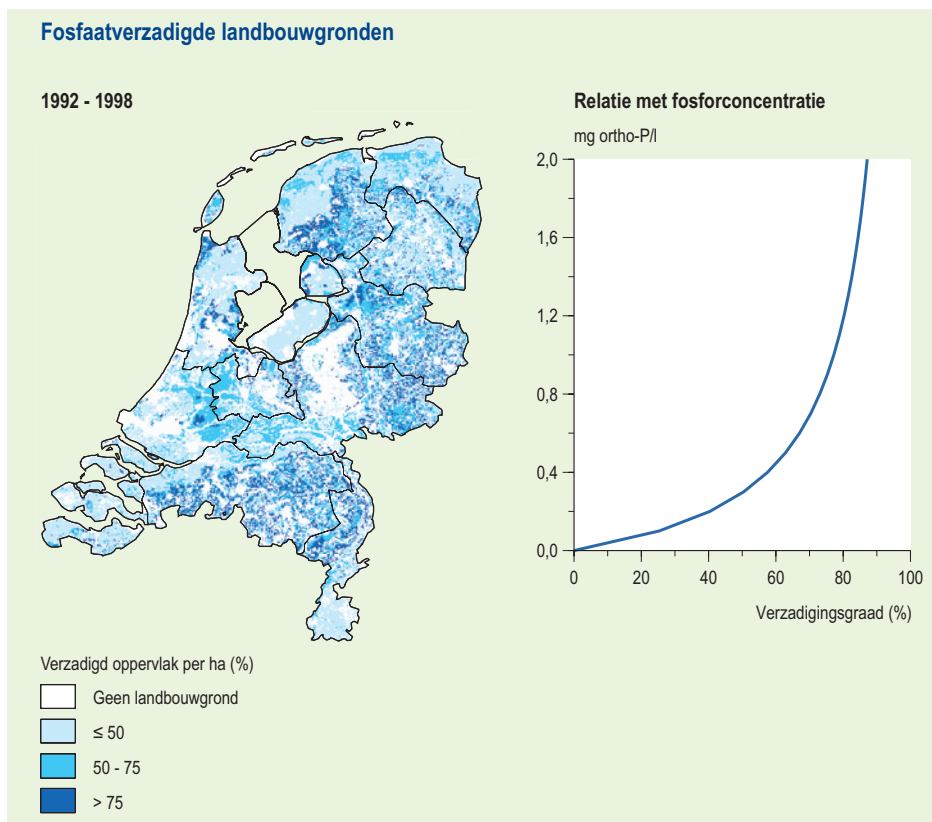 Fosfaatverzadigde landbouwgronden
1992 - 1998
Verzadigd oppervlak per ha (%)
Geen landbouwgrond
≤ 50
50 - 75
> 75
Relatie met fosforconcentratie
mg ortho-P/l
2,0
1,6
1,2
0,8
0,4
0,0
0 20 40 60 80 100
Verzadigingsgraad (%)